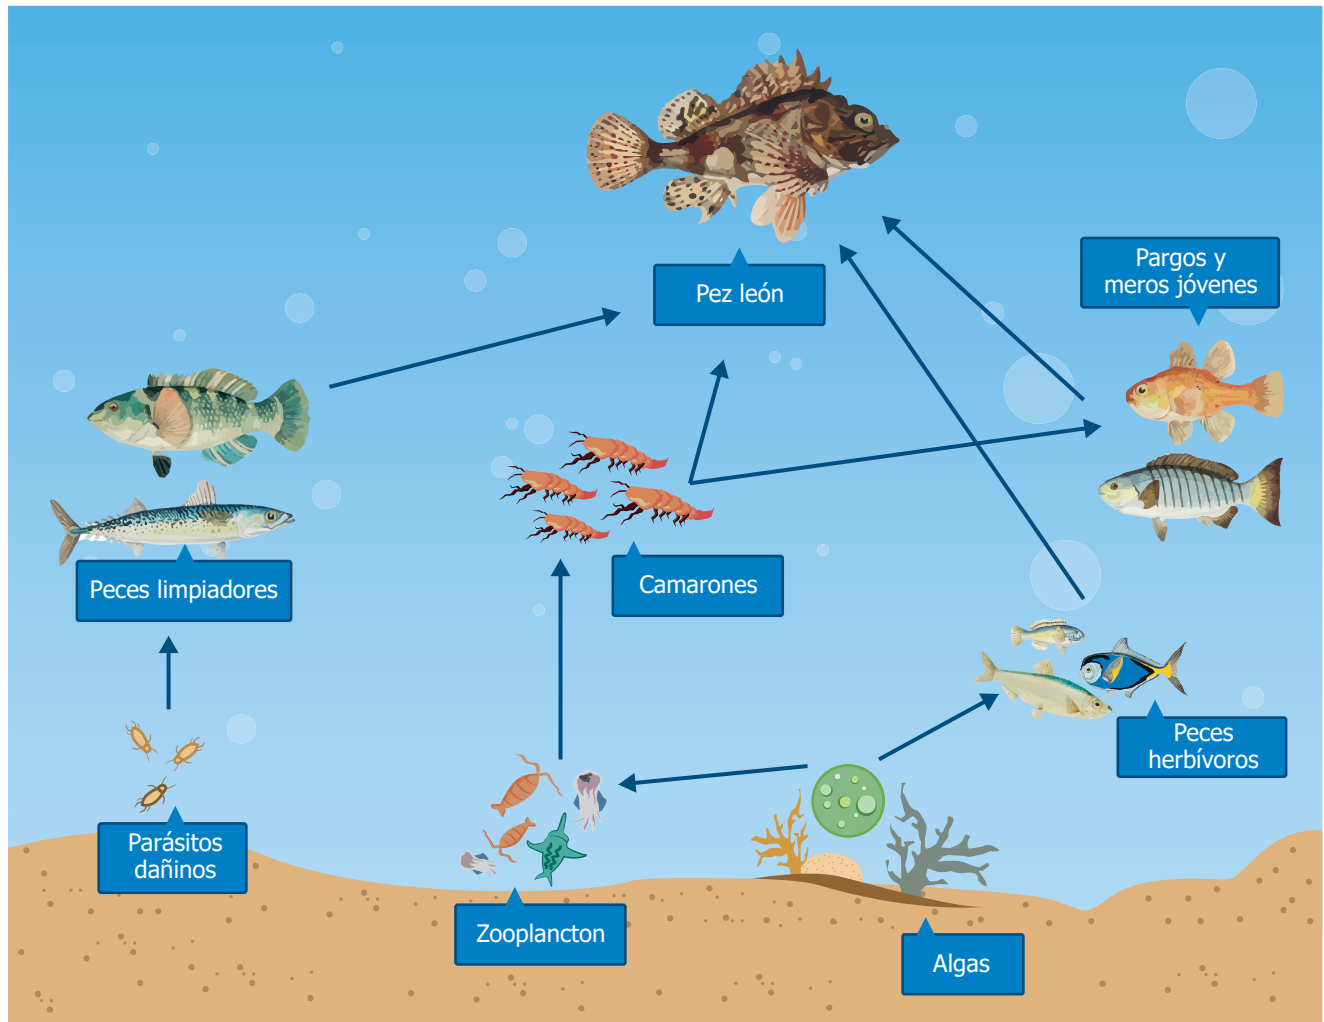 Pez león
Pargos y
meros jóvenes
Peces limpiadores
Camarones
Peces
herbívoros
Parásitos
dañinos
Zooplancton
Algas